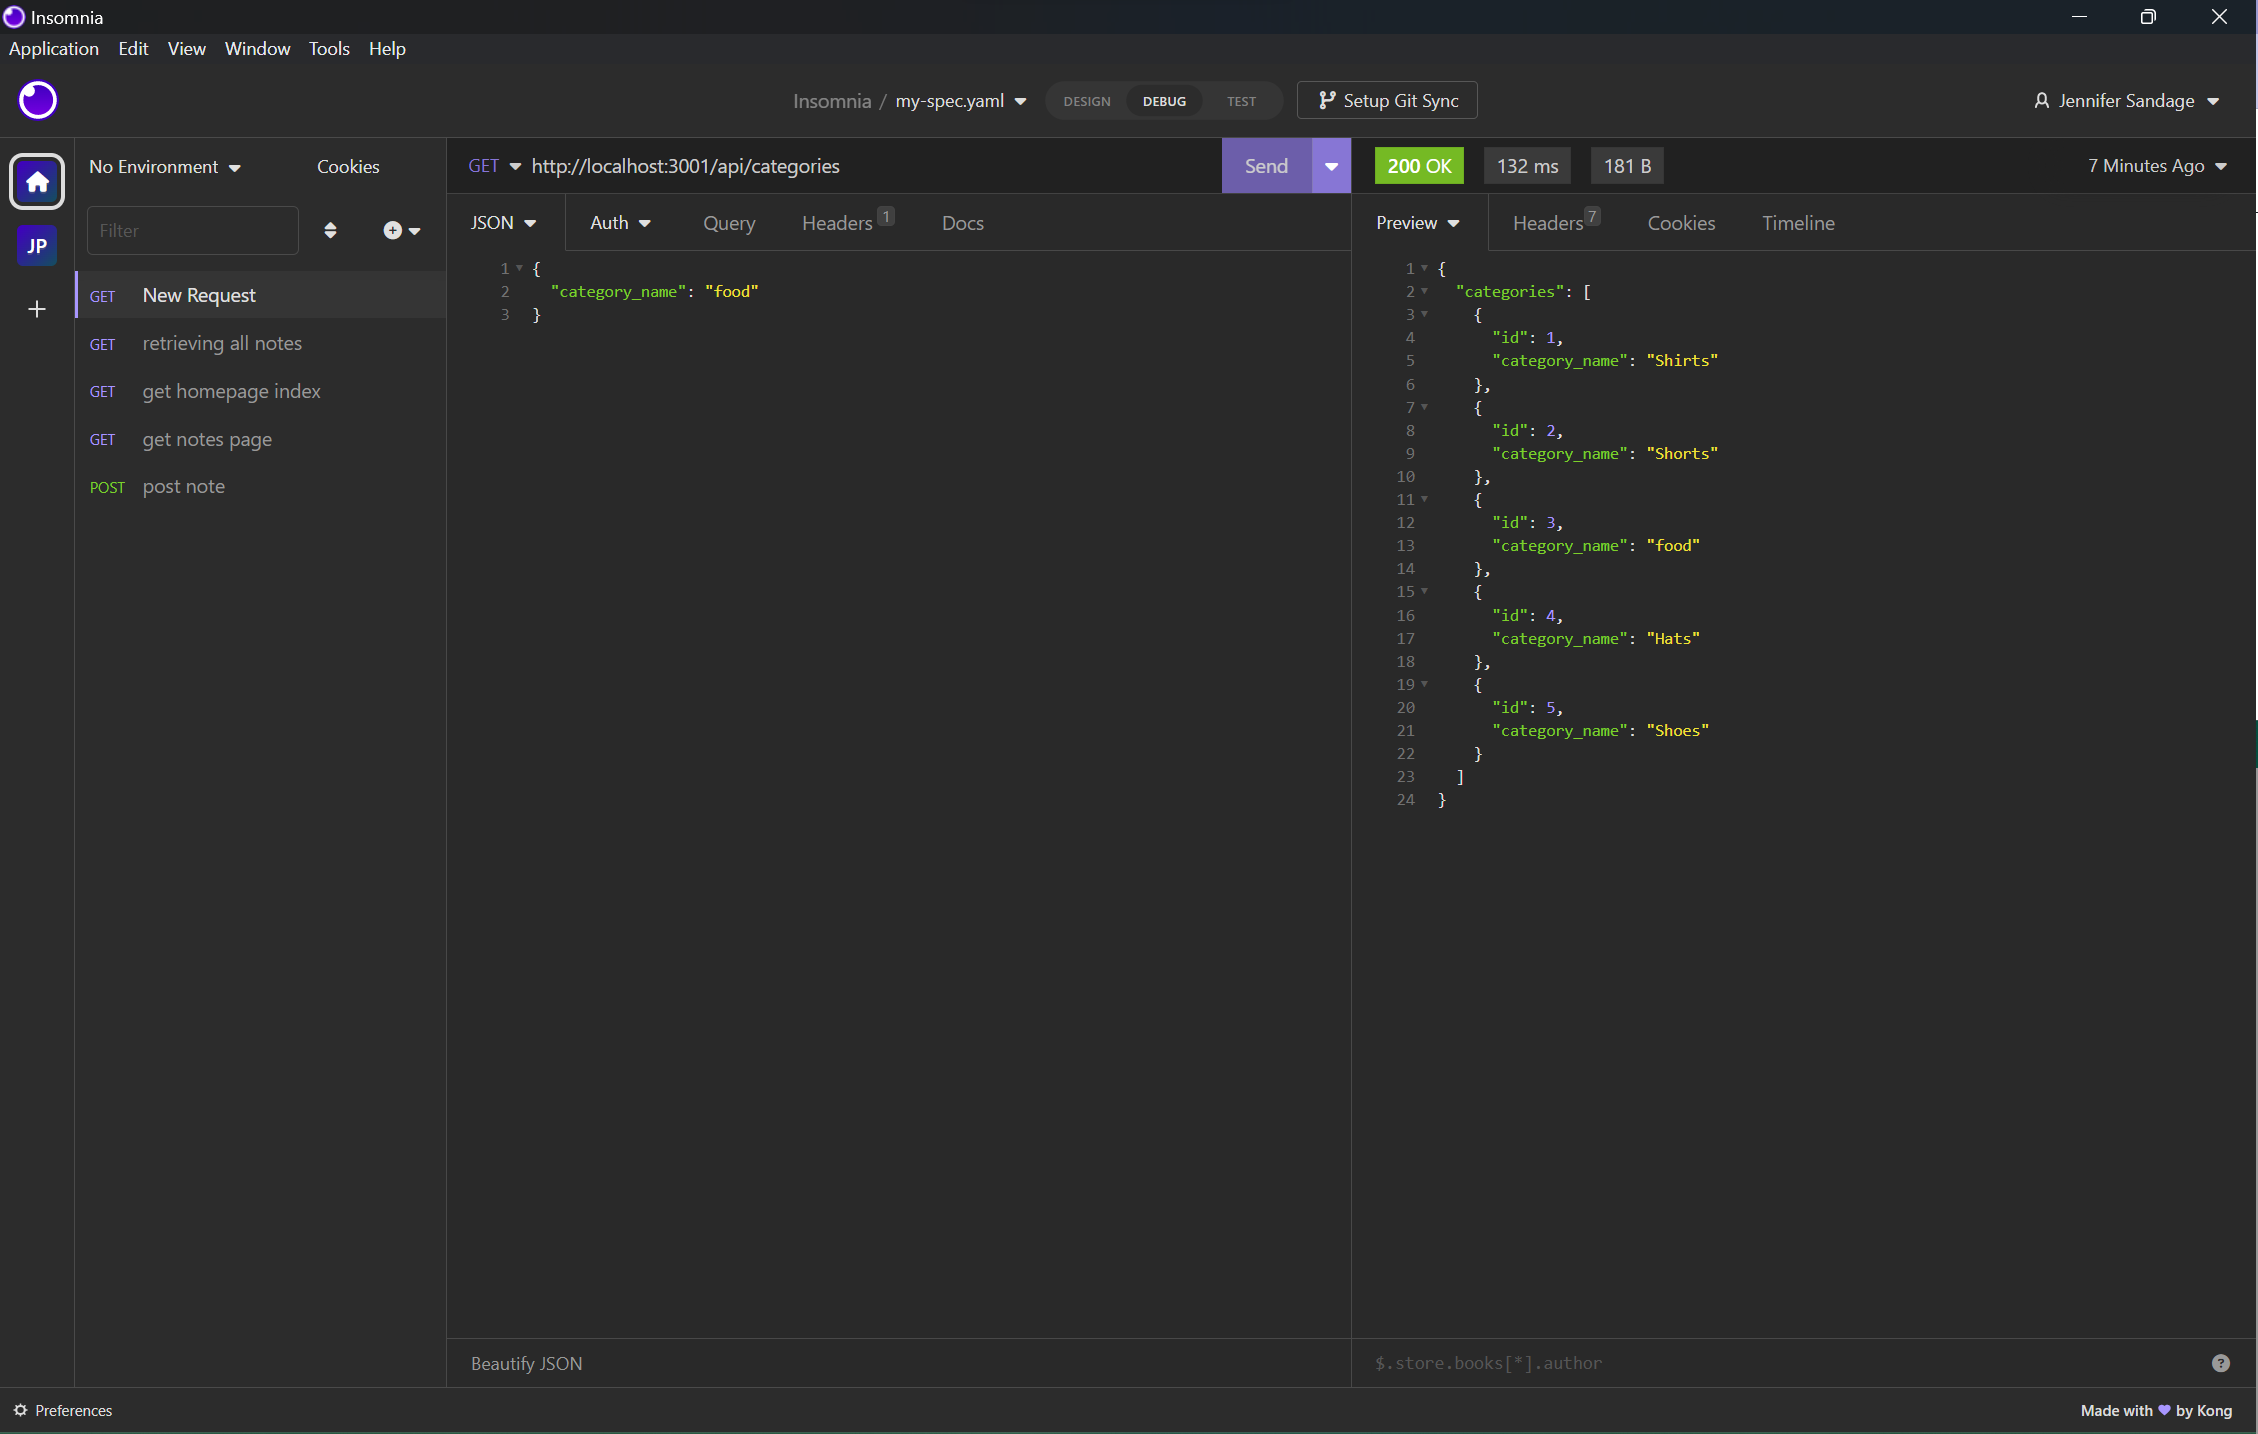 Insomnia
Application Edit View Window Tools Help
Insomnia / my-spec.yaml DESIGN DEBUG TEST Setup Git Sync Jennifer Sandage
No Environment Cookies
GET http://localhost:3001/api/categories Send 200 OK 132 ms 181 B 7 Minutes Ago
JSON Auth Query Headers 1 Docs
Preview Headers 7 Cookies Timeline
Filter
JP
GET New Request
GET retrieving all notes
GET get homepage index
GET get notes page
POST post note
1 {
2 "category_name": "food"
3 }
1 {
2 "categories": [
3 {
4 "id": 1,
5 "category_name": "Shirts"
6 },
7 {
8 "id": 2,
9 "category_name": "Shorts"
10 },
11 {
12 "id": 3,
13 "category_name": "food"
14 },
15 {
16 "id": 4,
17 "category_name": "Hats"
18 },
19 {
20 "id": 5,
21 "category_name": "Shoes"
22 }
23 ]
24 }
Beautify JSON
$.store.books[*].author ?
Preferences
Made with 💜 by Kong